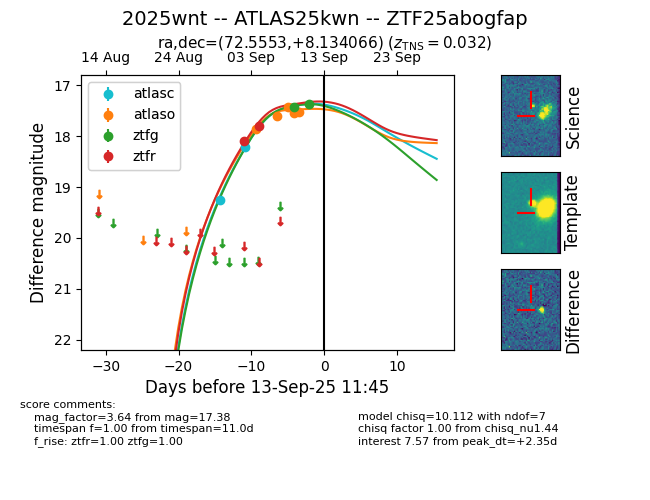 2025wnt -- ATLAS25kwn -- ZTF25abogfap
ra,dec=(72.5553,+8.134066) (zTNS = 0.032)
14 Aug 24 Aug 03 Sep 13 Sep 23 Sep
atlasc
atlaso
ztfg
ztfr
17
18
19
20
21
22
Difference magnitude
−30 −20 −10 0 10
Days before 13-Sep-25 11:45
Science
Template
Difference
score comments:
mag_factor=3.64 from mag=17.38
timespan f=1.00 from timespan=11.0d
f_rise: ztfr=1.00 ztfg=1.00
model chisq=10.112 with ndof=7
chisq factor 1.00 from chisq_nu1.44
interest 7.57 from peak_dt=+2.35d